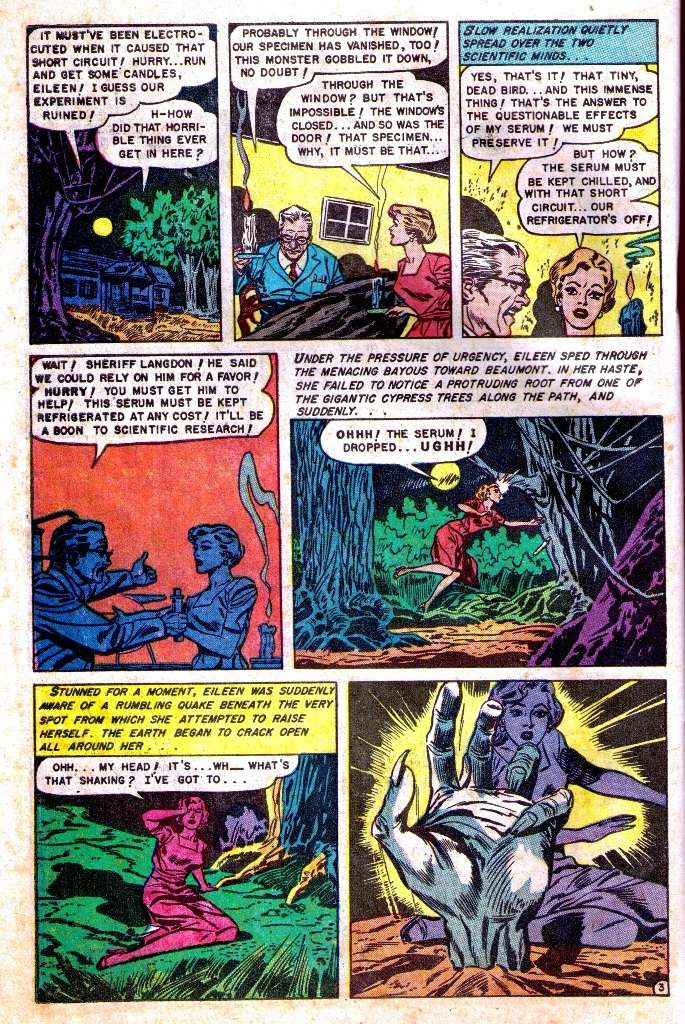 IT MUST'VE BEEN ELECTRO-
CUTED WHEN IT CAUSED THAT
SHORT CIRCUIT! HURRY...RUN
AND GET SOME CANDLES,
EILEEN! I GUESS OUR
EXPERIMENT IS
RUINED!
H-HOW
DID THAT HORRI-
BLE THING EVER
GET IN HERE?
PROBABLY THROUGH THE WINDOW!
OUR SPECIMEN HAS VANISHED, TOO!
THIS MONSTER GOBBLED IT DOWN,
NO DOUBT!
THROUGH THE
WINDOW? BUT THAT'S
IMPOSSIBLE! THE WINDOW'S
CLOSED...AND SO WAS THE
DOOR! THAT SPECIMEN...
WHY, IT MUST BE THAT...
SLOW REALIZATION QUIETLY
SPREAD OVER THE TWO
SCIENTIFIC MINDS...
YES, THAT'S IT! THAT TINY,
DEAD BIRD...AND THIS IMMENSE
THING! THAT'S THE ANSWER TO
THE QUESTIONABLE EFFECTS
OF MY SERUM! WE MUST
PRESERVE IT!
BUT HOW?
THE SERUM MUST
BE KEPT CHILLED, AND
WITH THAT SHORT
CIRCUIT...OUR
REFRIGERATOR'S OFF!
WAIT! SHERIFF LANGDON! HE SAID
WE COULD RELY ON HIM FOR A FAVOR!
HURRY! YOU MUST GET HIM TO
HELP! THIS SERUM MUST BE KEPT
REFRIGERATED AT ANY COST! IT'LL BE
A BOON TO SCIENTIFIC RESEARCH!
UNDER THE PRESSURE OF URGENCY, EILEEN SPED THROUGH
THE MENACING BAYOUS TOWARD BEAUMONT. IN HER HASTE,
SHE FAILED TO NOTICE A PROTRUDING ROOT FROM ONE OF
THE GIGANTIC CYPRESS TREES ALONG THE PATH, AND
SUDDENLY. . .
OHHH! THE SERUM! I
DROPPED...UGHH!
STUNNED FOR A MOMENT, EILEEN WAS SUDDENLY
AWARE OF A RUMBLING QUAKE BENEATH THE VERY
SPOT FROM WHICH SHE ATTEMPTED TO RAISE
HERSELF. THE EARTH BEGAN TO CRACK OPEN
ALL AROUND HER . . .
OHH... MY HEAD! IT'S...WH— WHAT'S
THAT SHAKING? I'VE GOT TO . . .
3